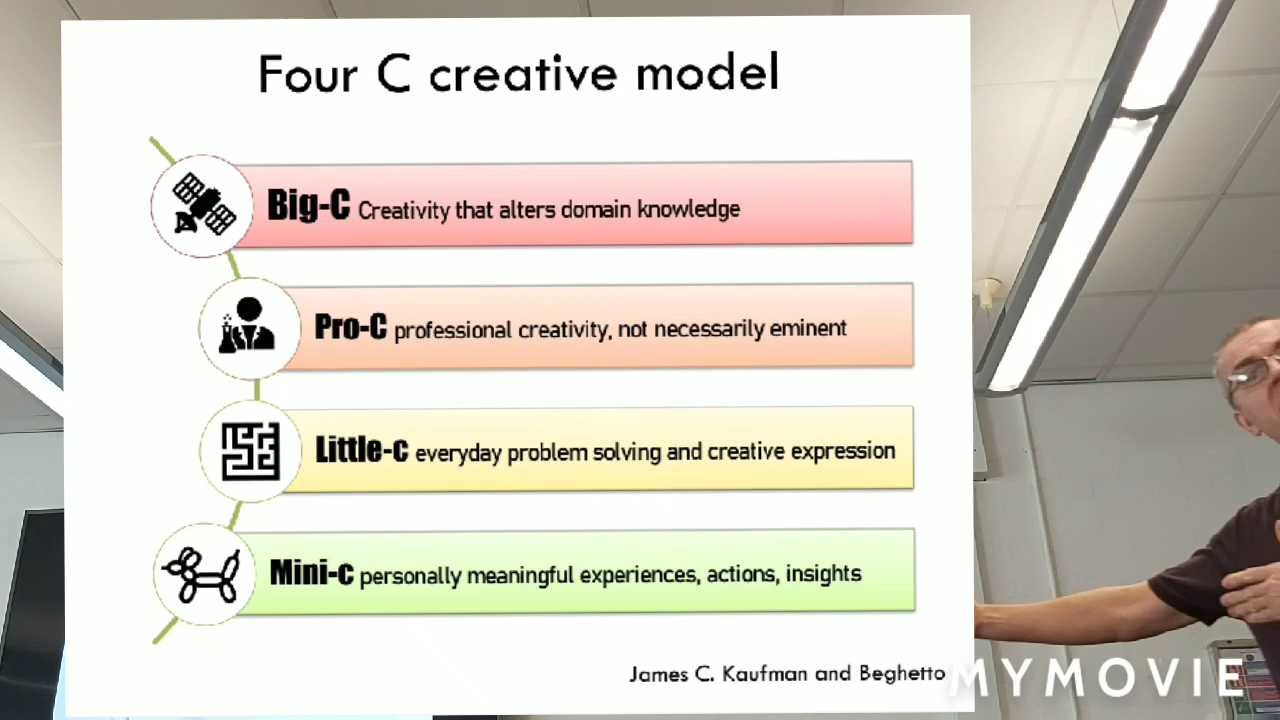 Four C creative model
Big-C Creativity that alters domain knowledge
Pro-C professional creativity, not necessarily eminent
Little-c everyday problem solving and creative expression
Mini-c personally meaningful experiences, actions, insights
James C. Kaufman and Beghetto
MYMOVIE